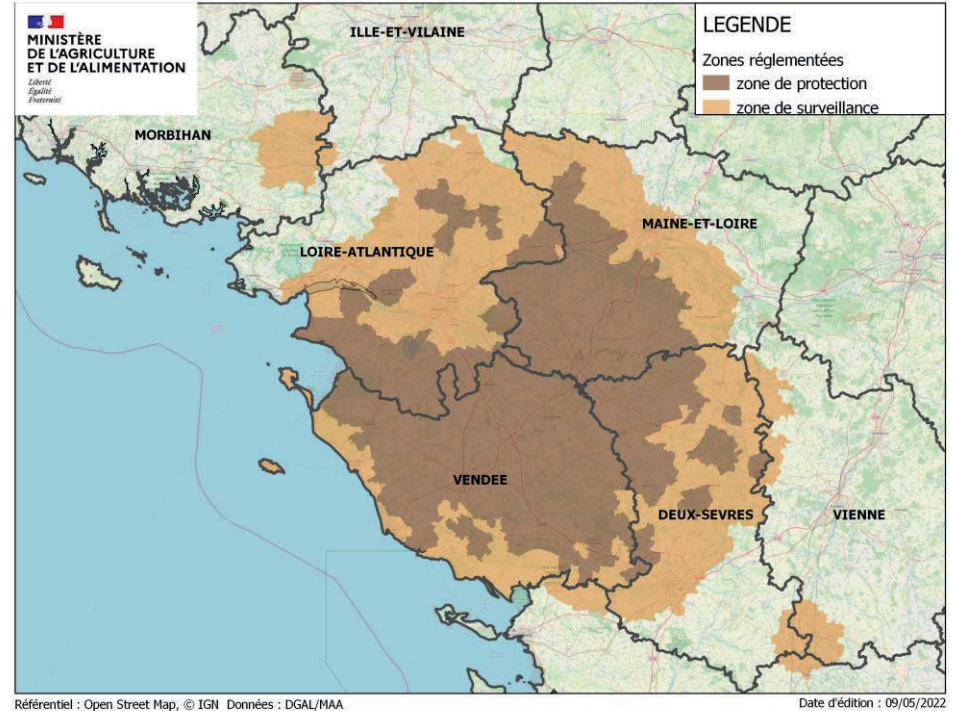 MINISTÈRE
DE L'AGRICULTURE
ET DE L'ALIMENTATION
Liberté
Égalité
Fraternité
LEGENDE
Zones réglementées
zone de protection
zone de surveillance
ILLE-ET-VILAINE
MORBIHAN
MAINE-ET-LOIRE
LOIRE-ATLANTIQUE
VENDEE
DEUX-SEVRES
VIENNE
Référentiel : Open Street Map, © IGN Données : DGAL/MAA
Date d'édition : 09/05/2022